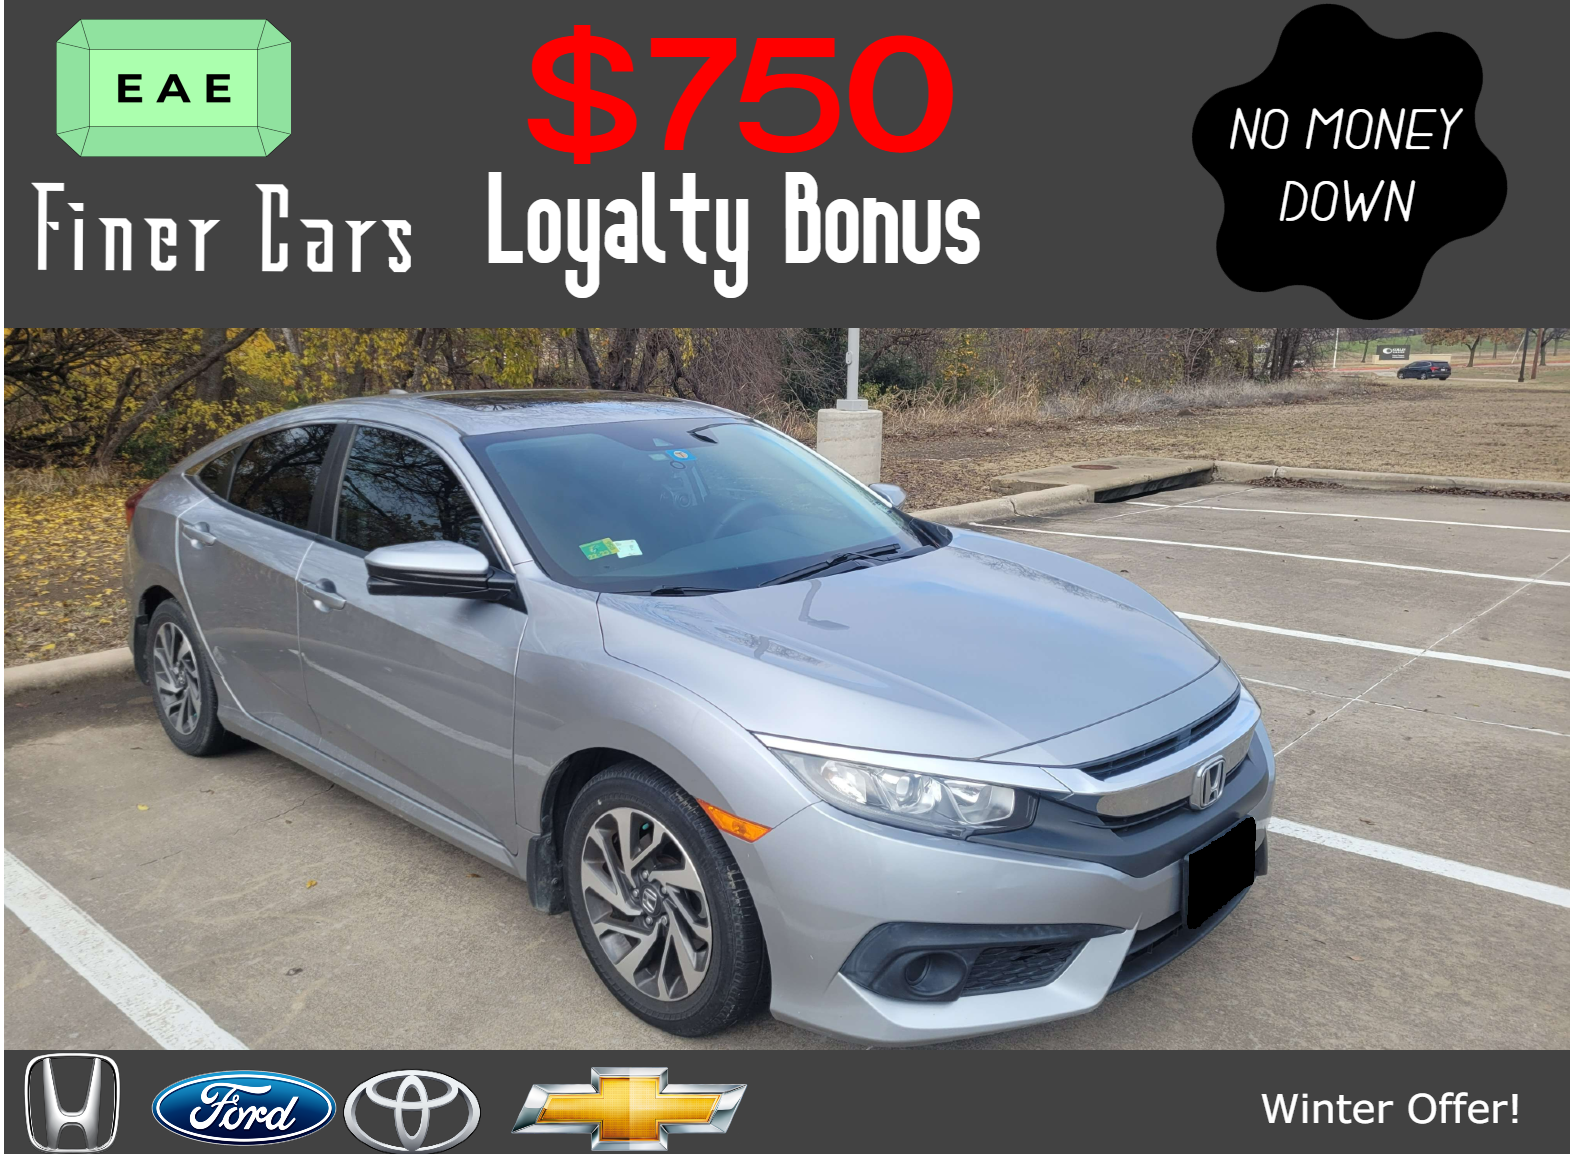 EAE
Finer Cars
$750
Loyalty Bonus
NO MONEY
DOWN
Ford
Winter Offer!